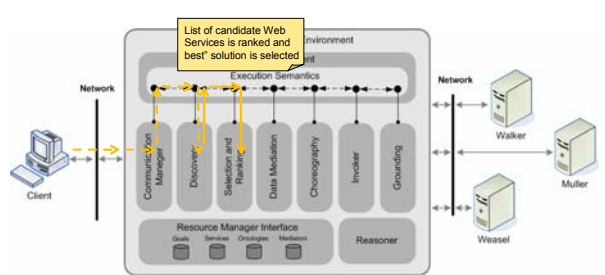 List of candidate Web
Services is ranked and
best" solution is selected
Environment
Execution Semantics
Network
Network
Client
Communication
Manager
Discovery
Selection and
Ranking
Data Mediation
Choreography
Invoker
Grounding
Walker
Muller
Weasel
Resource Manager Interface
Goals
Services
Ontologies
Mediators
Reasoner